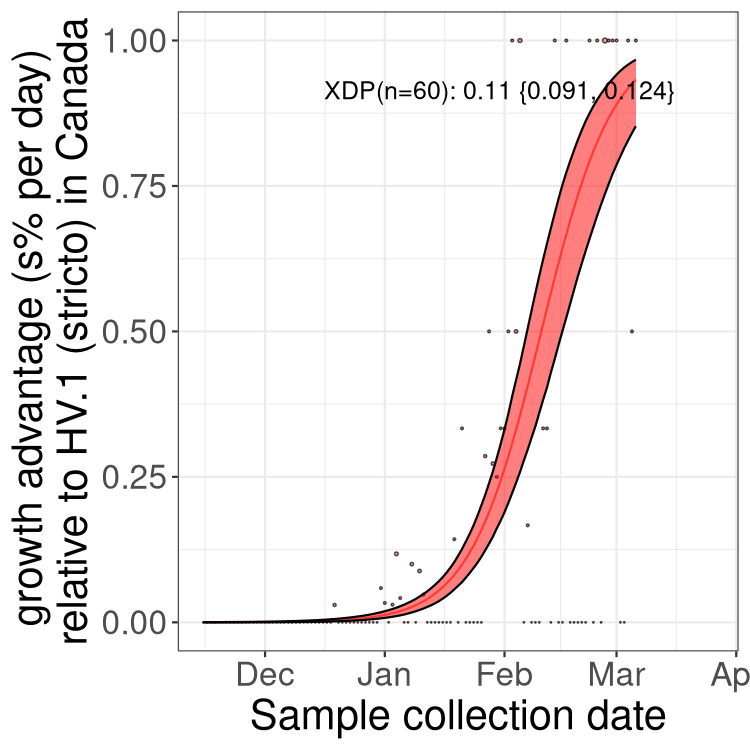 growth advantage (s% per day)
relative to HV.1 (stricto) in Canada
1.00
0.75
0.50
0.25
0.00
XDP(n=60): 0.11 {0.091, 0.124}
Dec Jan Feb Mar Ap
Sample collection date